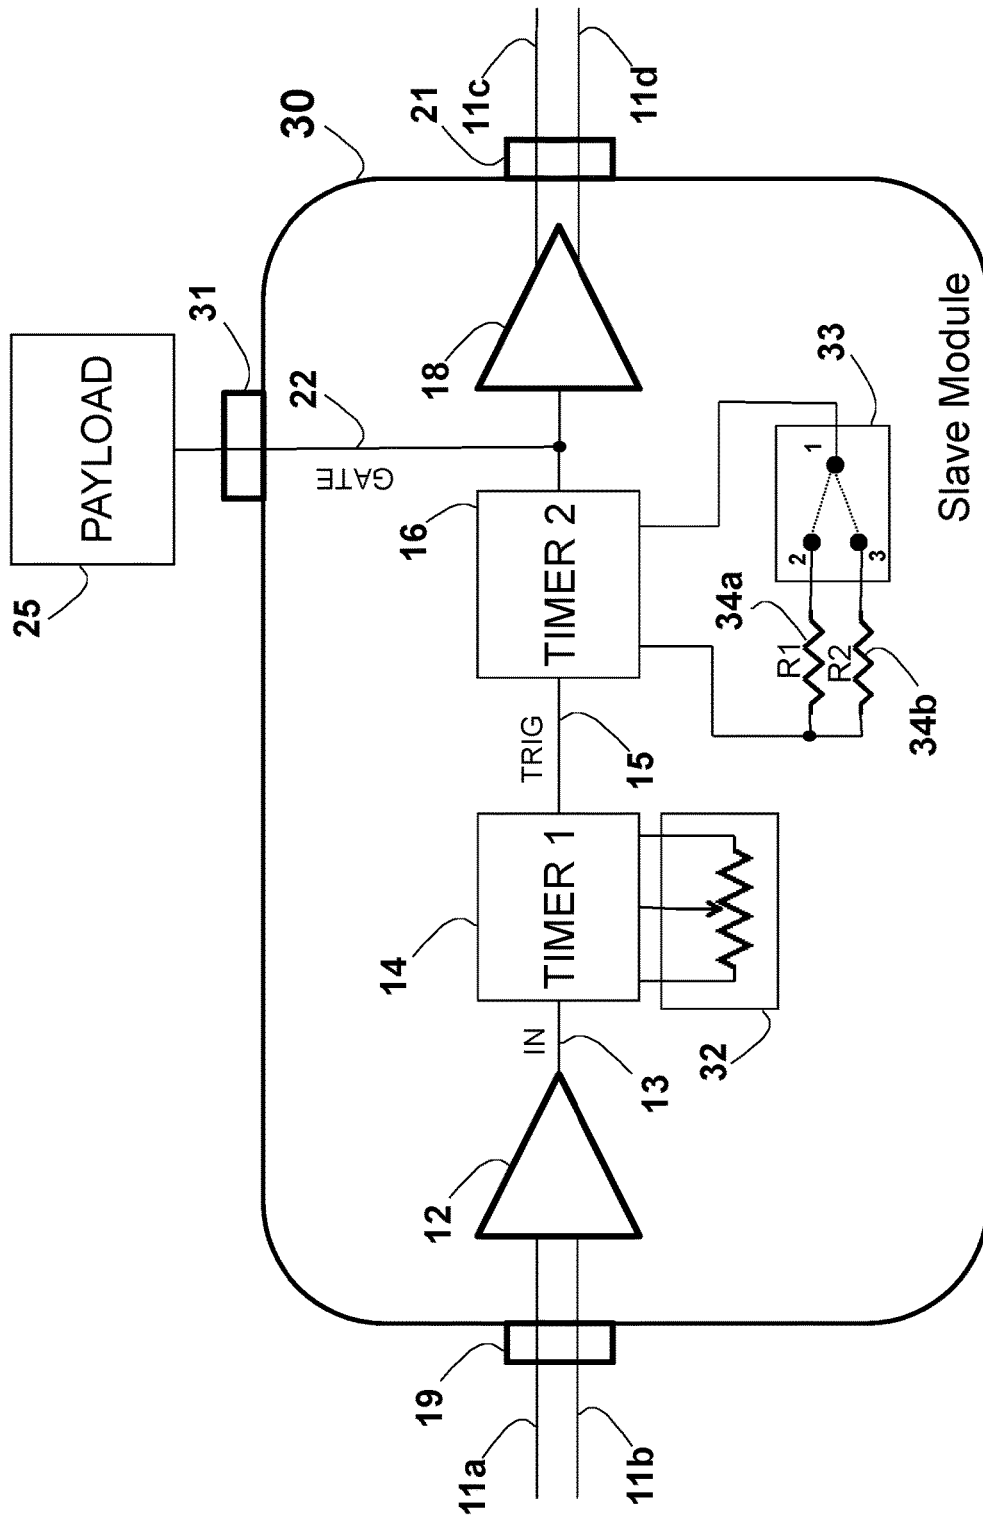 PAYLOAD
25
31
30
22
GATE
21
11c
11d
18
16
TIMER 2
TRIG
15
14
TIMER 1
IN
13
12
32
33
1
2
3
34a
R1
R2
34b
19
11a
11b
Slave Module